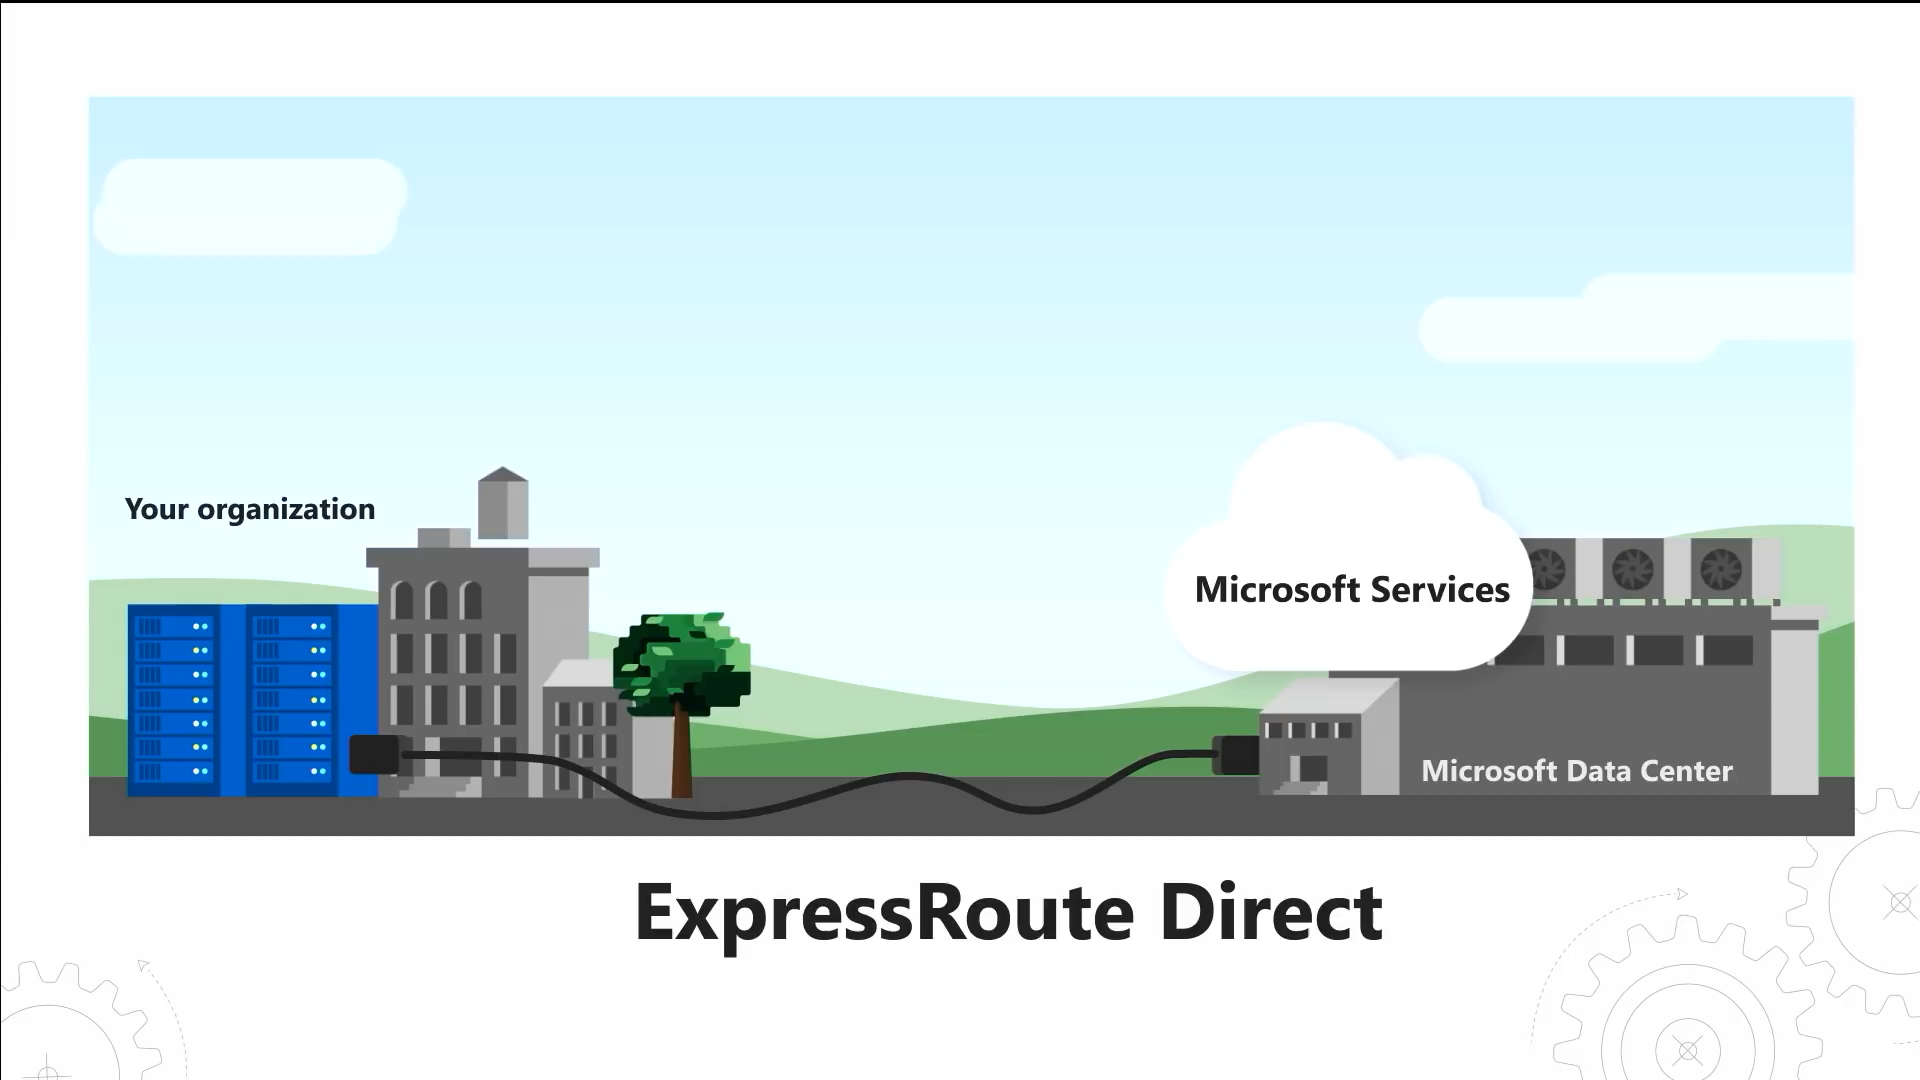 Your organization
Microsoft Services
Microsoft Data Center
ExpressRoute Direct